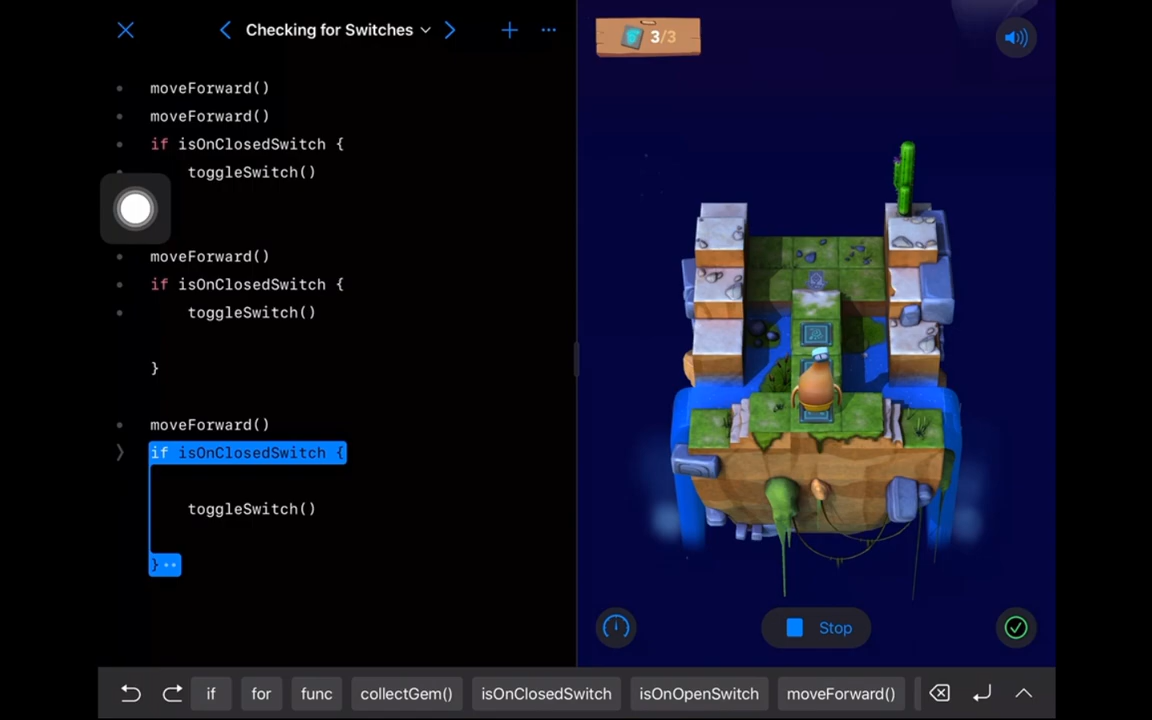 Checking for Switches
moveForward()
moveForward()
if isOnClosedSwitch {
toggleSwitch()
moveForward()
if isOnClosedSwitch {
toggleSwitch()
}
moveForward()
if isOnClosedSwitch {
toggleSwitch()
}
3/3
Stop
if for func collectGem() isOnClosedSwitch isOnOpenSwitch moveForward()